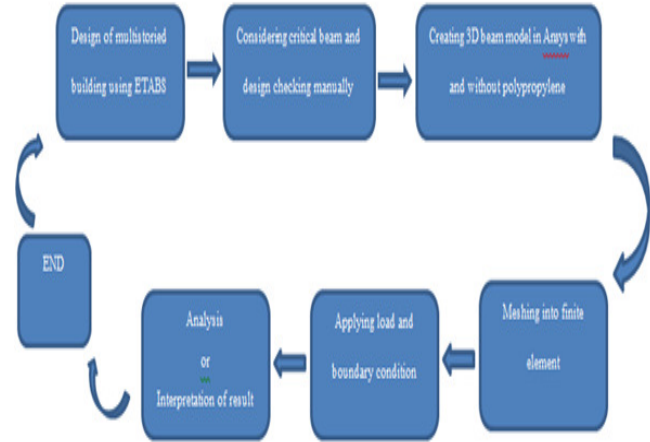 Design of multistoried
building using ETABS
Considering critical beam and
design checking manually
Creating 3D beam model in Ansys with
and without polypropylene
Meshing into finite
element
Applying load and
boundary condition
Analysis
or
Interpretation of result
END